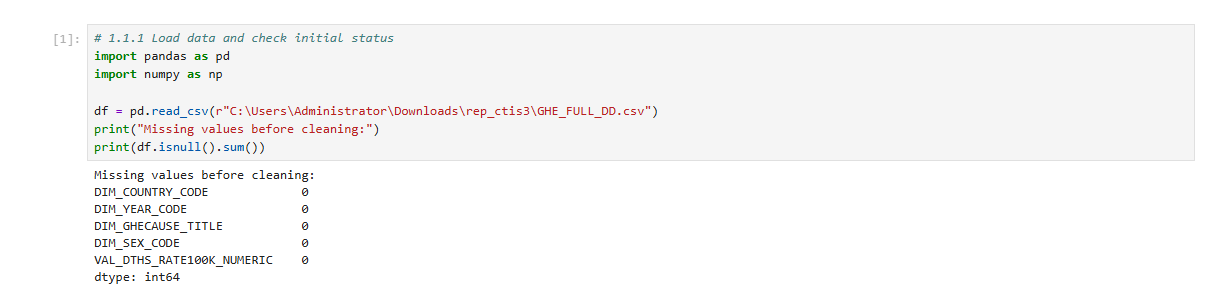 [1]: # 1.1.1 Load data and check initial status
import pandas as pd
import numpy as np
df = pd.read_csv(r"C:\Users\Administrator\Downloads\rep_ctis3\GHE_FULL_DD.csv")
print("Missing values before cleaning:")
print(df.isnull().sum())
Missing values before cleaning:
DIM_COUNTRY_CODE 0
DIM_YEAR_CODE 0
DIM_GHECAUSE_TITLE 0
DIM_SEX_CODE 0
VAL_DTHS_RATE100K_NUMERIC 0
dtype: int64